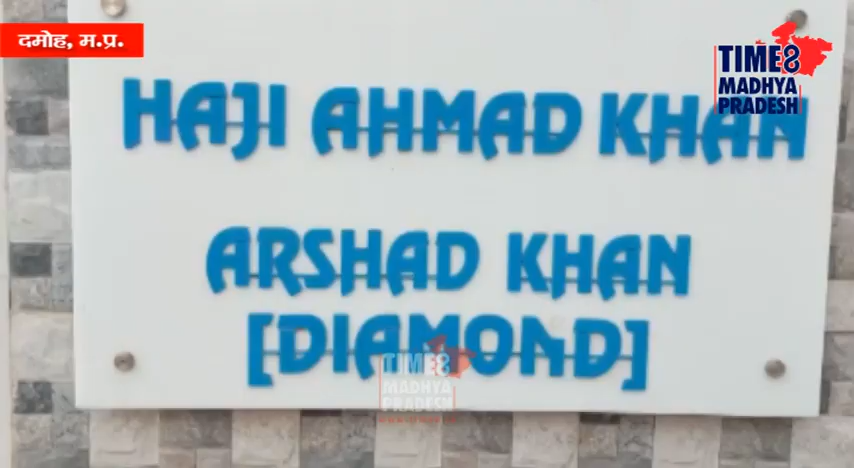 दमोह, म.प्र.
TIME8
MADHYA
PRADESH
HAJI AHMAD KHAN
ARSHAD KHAN
[DIAMOND]
TIME8
MADHYA
PRADESH